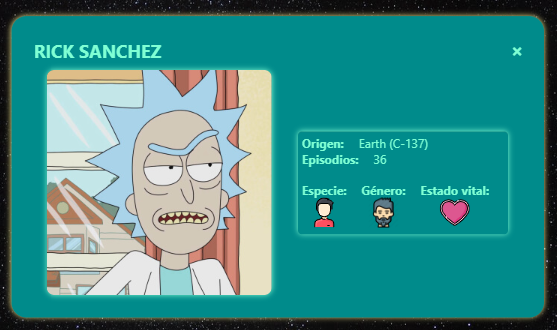 RICK SANCHEZ
×
Origen: Earth (C-137)
Episodios: 36
Especie: Género: Estado vital: